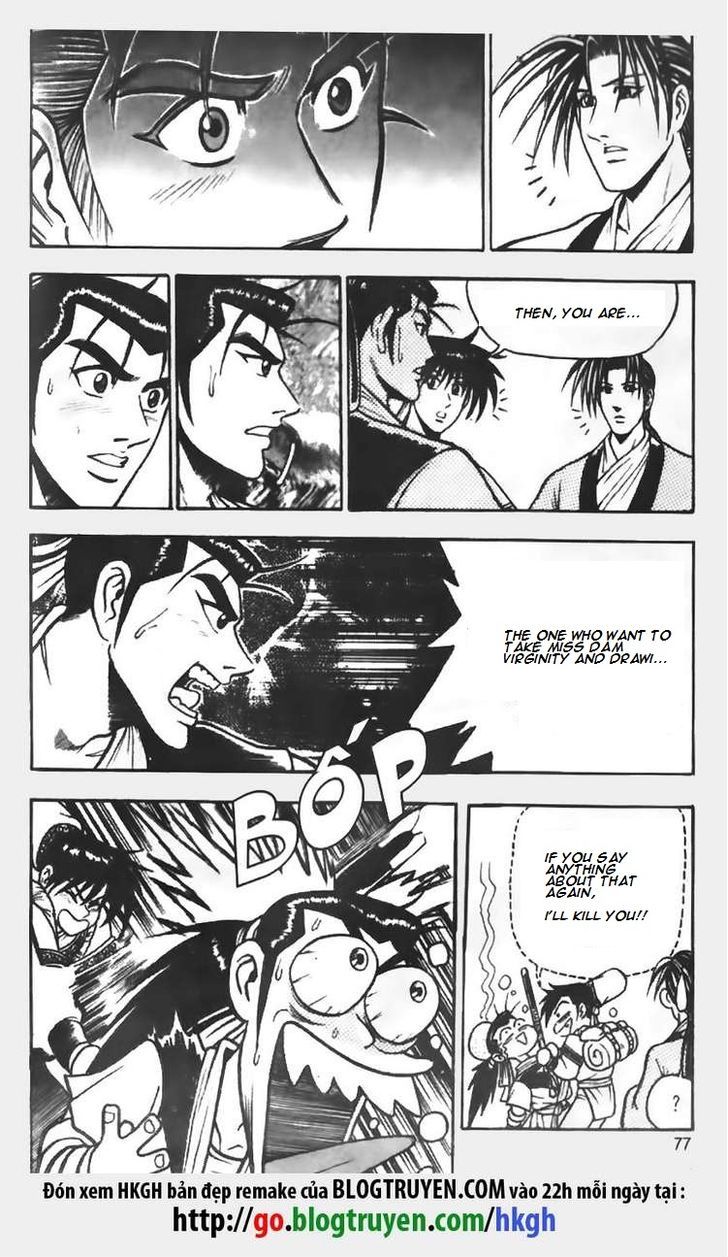 THEN, YOU ARE...
THE ONE WHO WANT TO
TAKE MISS DAM
VIRGINITY AND DRAWI...
BỐP
IF YOU SAY
ANYTHING
ABOUT THAT
AGAIN,
I'LL KILL YOU!!
?
77
Đón xem HKGH bản đẹp remake của BLOGTRUYEN.COM vào 22h mỗi ngày tại :
http://go.blogtruyen.com/hkgh